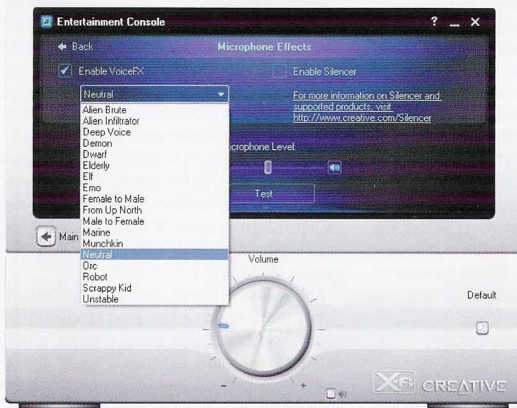 Entertainment Console
Back
Microphone Effects
Enable VoiceFX
Enable Silencer
Neutral
For more information on Silencer and
supported products, visit
http://www.creative.com/Silencer
Alien Brute
Alien Infiltrator
Deep Voice
Demon
Dwarf
Elderly
Elf
Emo
Female to Male
From Up North
Male to Female
Marine
Munchkin
Neutral
Orc
Robot
Scrappy Kid
Unstable
crophone Level:
Test
Main
Volume
Default
- +
X-Fi CREATIVE